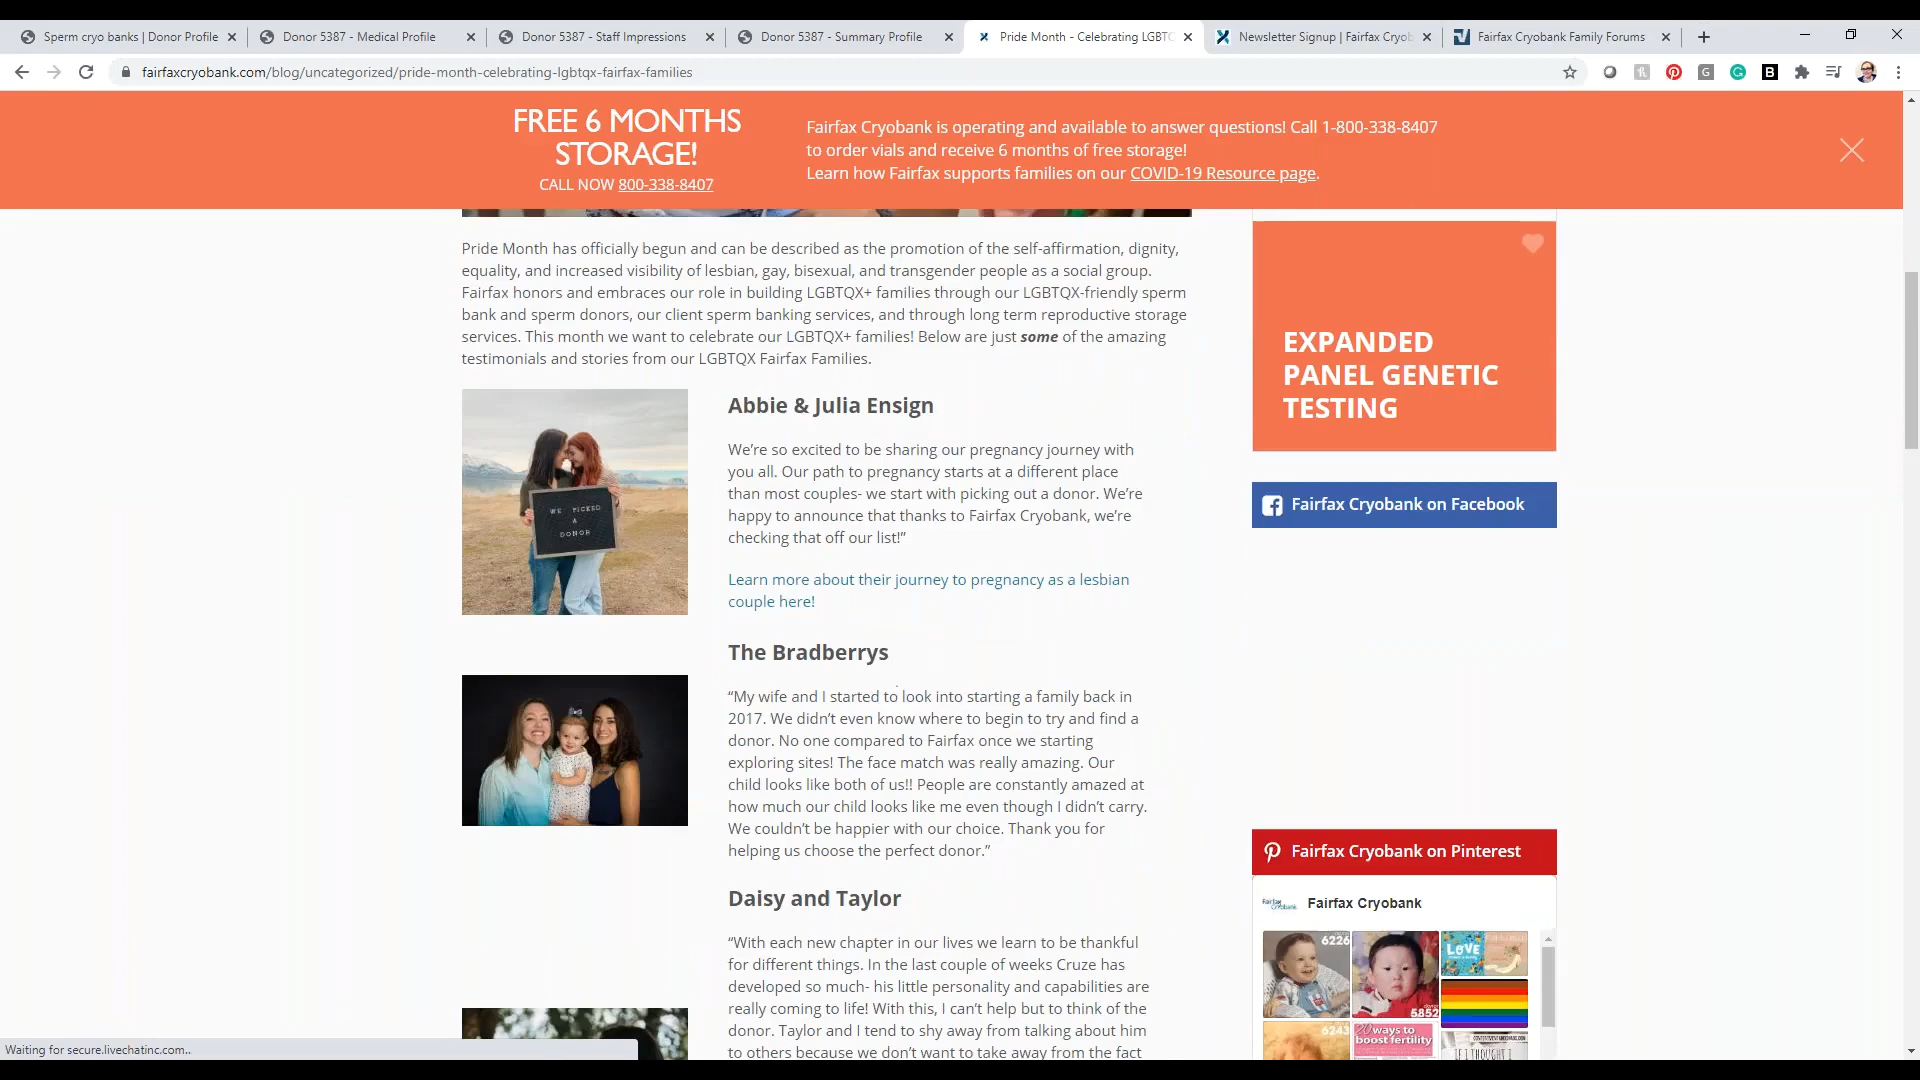 Sperm cryo banks | Donor Profile
Donor 5387 - Medical Profile
Donor 5387 - Staff Impressions
Donor 5387 - Summary Profile
Pride Month - Celebrating LGBTQ
Newsletter Signup | Fairfax Cryob
Fairfax Cryobank Family Forums
fairfaxcryobank.com/blog/uncategorized/pride-month-celebrating-lgbtqx-fairfax-families
FREE 6 MONTHS
STORAGE!
CALL NOW 800-338-8407
Fairfax Cryobank is operating and available to answer questions! Call 1-800-338-8407
to order vials and receive 6 months of free storage!
Learn how Fairfax supports families on our COVID-19 Resource page.
Pride Month has officially begun and can be described as the promotion of the self-affirmation, dignity,
equality, and increased visibility of lesbian, gay, bisexual, and transgender people as a social group.
Fairfax honors and embraces our role in building LGBTQX+ families through our LGBTQX-friendly sperm
bank and sperm donors, our client sperm banking services, and through long term reproductive storage
services. This month we want to celebrate our LGBTQX+ families! Below are just some of the amazing
testimonials and stories from our LGBTQX Fairfax Families.
WE PICKED
A
DONOR
Abbie & Julia Ensign
We're so excited to be sharing our pregnancy journey with
you all. Our path to pregnancy starts at a different place
than most couples- we start with picking out a donor. We're
happy to announce that thanks to Fairfax Cryobank, we're
checking that off our list!”
Learn more about their journey to pregnancy as a lesbian
couple here!
The Bradberrys
“My wife and I started to look into starting a family back in
2017. We didn't even know where to begin to try and find a
donor. No one compared to Fairfax once we starting
exploring sites! The face match was really amazing. Our
child looks like both of us!! People are constantly amazed at
how much our child looks like me even though I didn't carry.
We couldn't be happier with our choice. Thank you for
helping us choose the perfect donor.”
Daisy and Taylor
“With each new chapter in our lives we learn to be thankful
for different things. In the last couple of weeks Cruze has
developed so much- his little personality and capabilities are
really coming to life! With this, I can't help but to think of the
donor. Taylor and I tend to shy away from talking about him
to others because we don't want to take away from the fact
EXPANDED
PANEL GENETIC
TESTING
Fairfax Cryobank on Facebook
Fairfax Cryobank on Pinterest
Fairfax Cryobank
Fairfax Cryobank
6226
LOVE
6852
6243
20 ways to
boost fertility
IF I THOUGHT I
Waiting for secure.livechatinc.com...